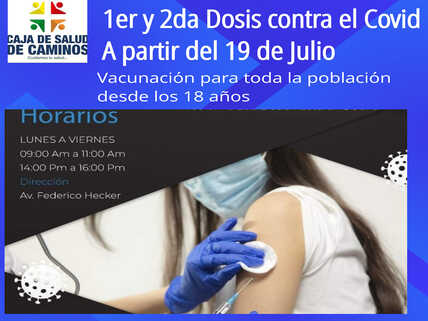 CAJA DE SALUD
DE CAMINOS
1er y 2da Dosis contra el Covid
A partir del 19 de Julio
Vacunación para toda la población
desde los 18 años
Horarios
LUNES A VIERNES
09:00 Am a 11:00 Am
14:00 Pm a 16:00 Pm
Dirección
Av. Federico Hecker